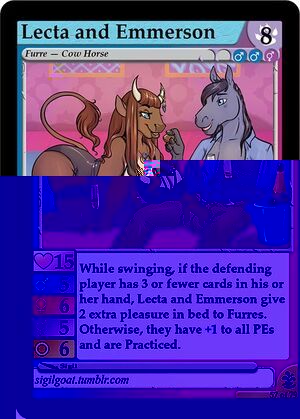 Lecta and Emmerson
8
Furre — Cow Horse
15
While swinging, if the defending
player has 3 or fewer cards in his or
her hand, Lecta and Emmerson give
2 extra pleasure in bed to Furres.
Otherwise, they have +1 to all PEs
and are Practiced.
6
6
sigilgoat.tumblr.com